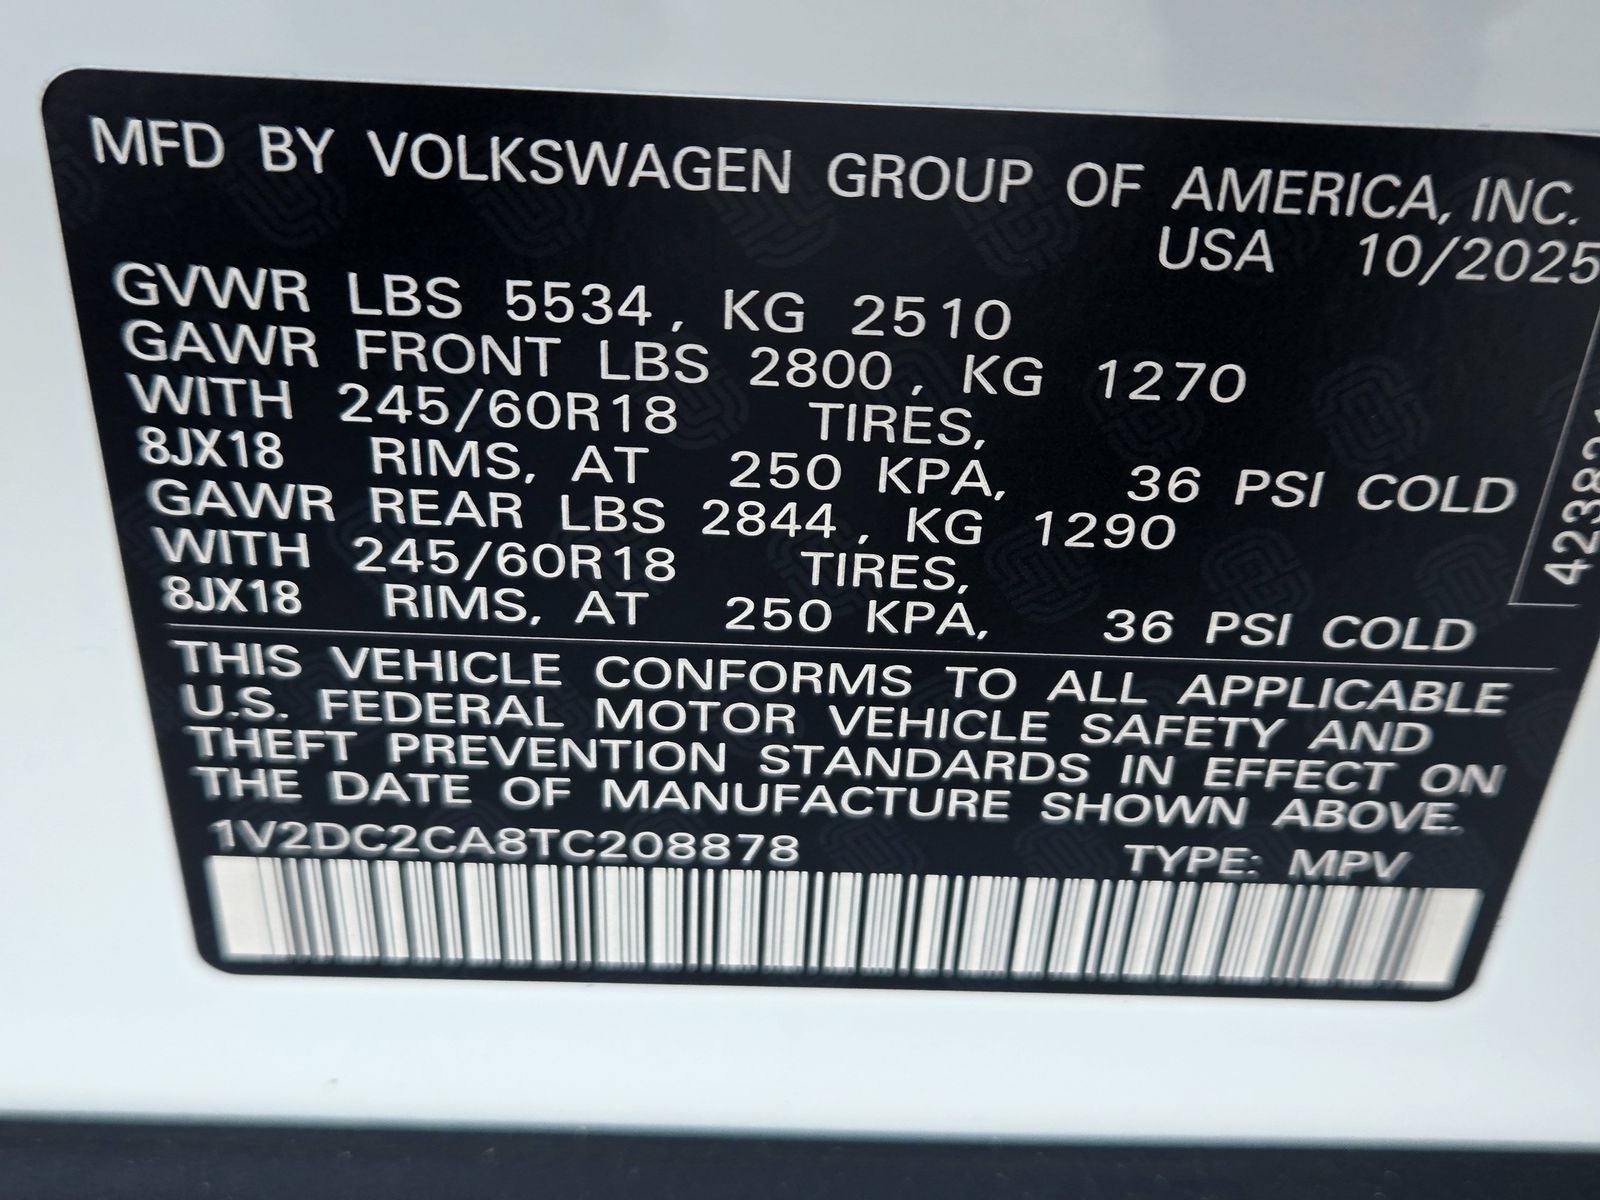 MFD BY VOLKSWAGEN GROUP OF AMERICA, INC.
USA 10/2025
GVWR LBS 5534, KG 2510
GAWR FRONT LBS 2800, KG 1270
WITH 245/60R18 TIRES,
8JX18 RIMS, AT 250 KPA, 36 PSI COLD
GAWR REAR LBS 2844, KG 1290
WITH 245/60R18 TIRES,
8JX18 RIMS, AT 250 KPA, 36 PSI COLD
THIS VEHICLE CONFORMS TO ALL APPLICABLE
U.S. FEDERAL MOTOR VEHICLE SAFETY AND
THEFT PREVENTION STANDARDS IN EFFECT ON
THE DATE OF MANUFACTURE SHOWN ABOVE.
1V2DC2CA8TC208878 TYPE: MPV